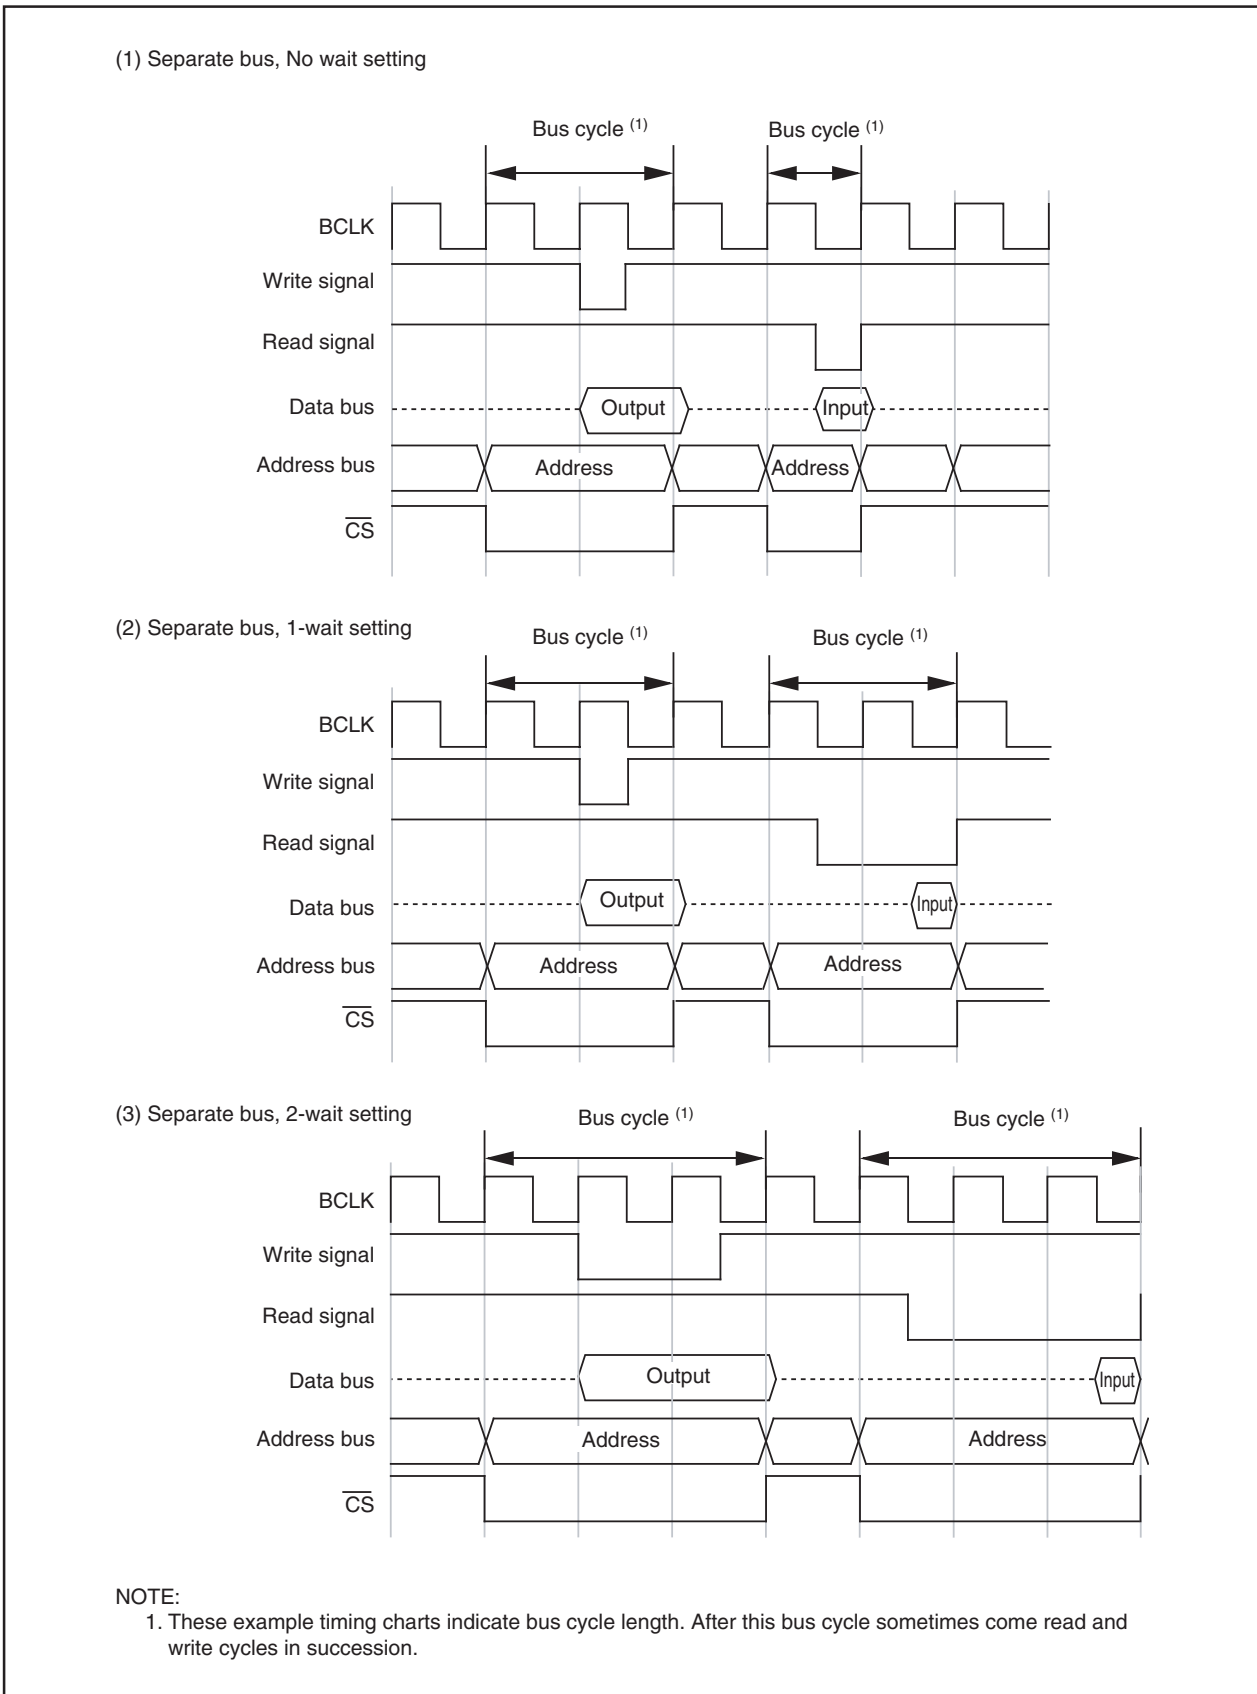 (1) Separate bus, No wait setting
Bus cycle (1)
Bus cycle (1)
BCLK
Write signal
Read signal
Data bus
Output
Input
Address bus
Address
Address
CS
(2) Separate bus, 1-wait setting
Bus cycle (1)
Bus cycle (1)
BCLK
Write signal
Read signal
Data bus
Output
Input
Address bus
Address
Address
CS
(3) Separate bus, 2-wait setting
Bus cycle (1)
Bus cycle (1)
BCLK
Write signal
Read signal
Data bus
Output
Input
Address bus
Address
Address
CS
NOTE:
1. These example timing charts indicate bus cycle length. After this bus cycle sometimes come read and
write cycles in succession.